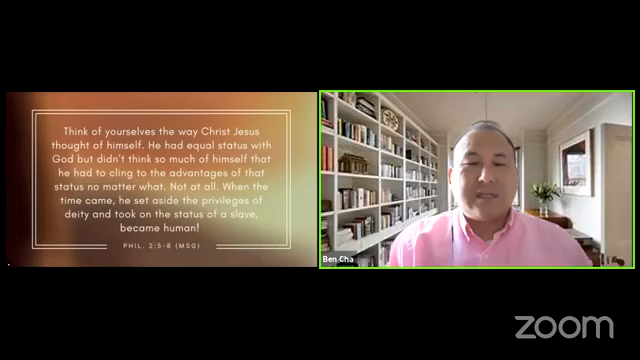 Think of yourselves the way Christ Jesus
thought of himself. He had equal status with
God but didn't think so much of himself that
he had to cling to the advantages of that
status no matter what. Not at all. When the
time came, he set aside the privileges of
deity and took on the status of a slave,
became human!
PHIL. 2:5-8 (MSG)
Ben Cha
zoom